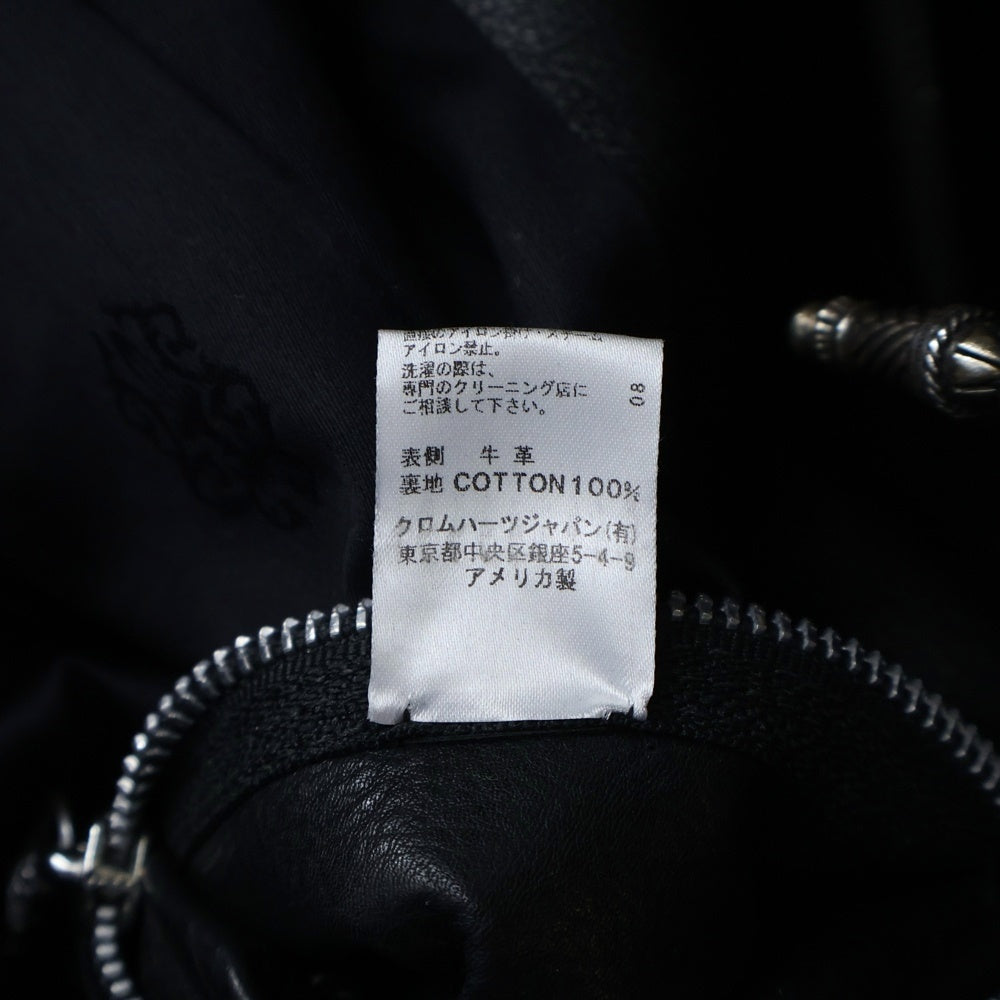 アイロン禁止。
洗濯の際は、
専門のクリーニング店に
ご相談して下さい。
08
表側 牛革
裏地 COTTON100%
クロムハーツジャパン(有)
東京都中央区銀座5-4-9
アメリカ製